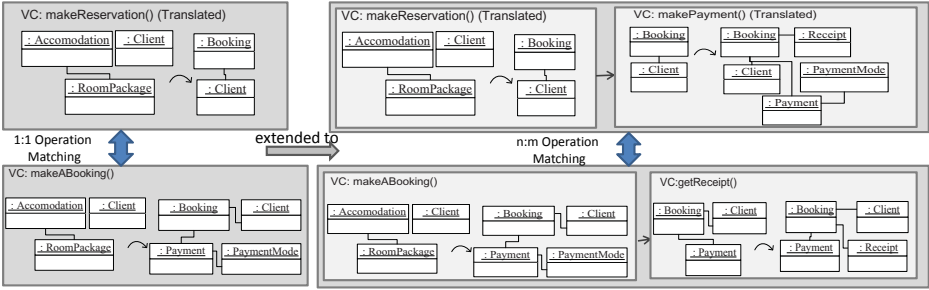 VC: makeReservation() (Translated)
: Accomodation
: Client
: Booking
: RoomPackage
: Client
1:1 Operation
Matching
VC: makeABooking()
: Accomodation
: Client
: Booking
: Client
: RoomPackage
: Payment
: PaymentMode
extended to
VC: makeReservation() (Translated)
: Accomodation
: Client
: Booking
: RoomPackage
: Client
VC: makePayment() (Translated)
: Booking
: Booking
: Receipt
: Client
: Client
: PaymentMode
: Payment
n:m Operation
Matching
VC: makeABooking()
: Accomodation
: Client
: Booking
: Client
: RoomPackage
: Payment
: PaymentMode
VC:getReceipt()
: Booking
: Client
: Booking
: Client
: Payment
: Payment
: Receipt